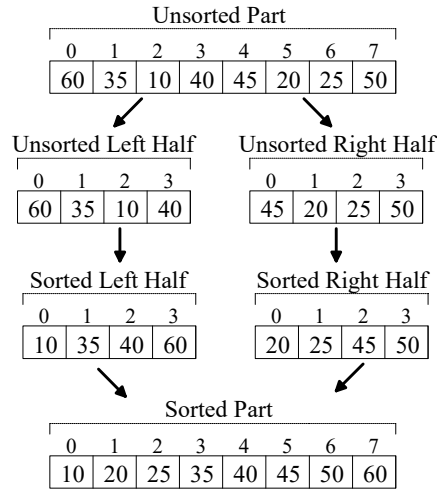 Unsorted Part
0 1 2 3 4 5 6 7
60 35 10 40 45 20 25 50
Unsorted Left Half
0 1 2 3
60 35 10 40
Unsorted Right Half
0 1 2 3
45 20 25 50
Sorted Left Half
0 1 2 3
10 35 40 60
Sorted Right Half
0 1 2 3
20 25 45 50
Sorted Part
0 1 2 3 4 5 6 7
10 20 25 35 40 45 50 60